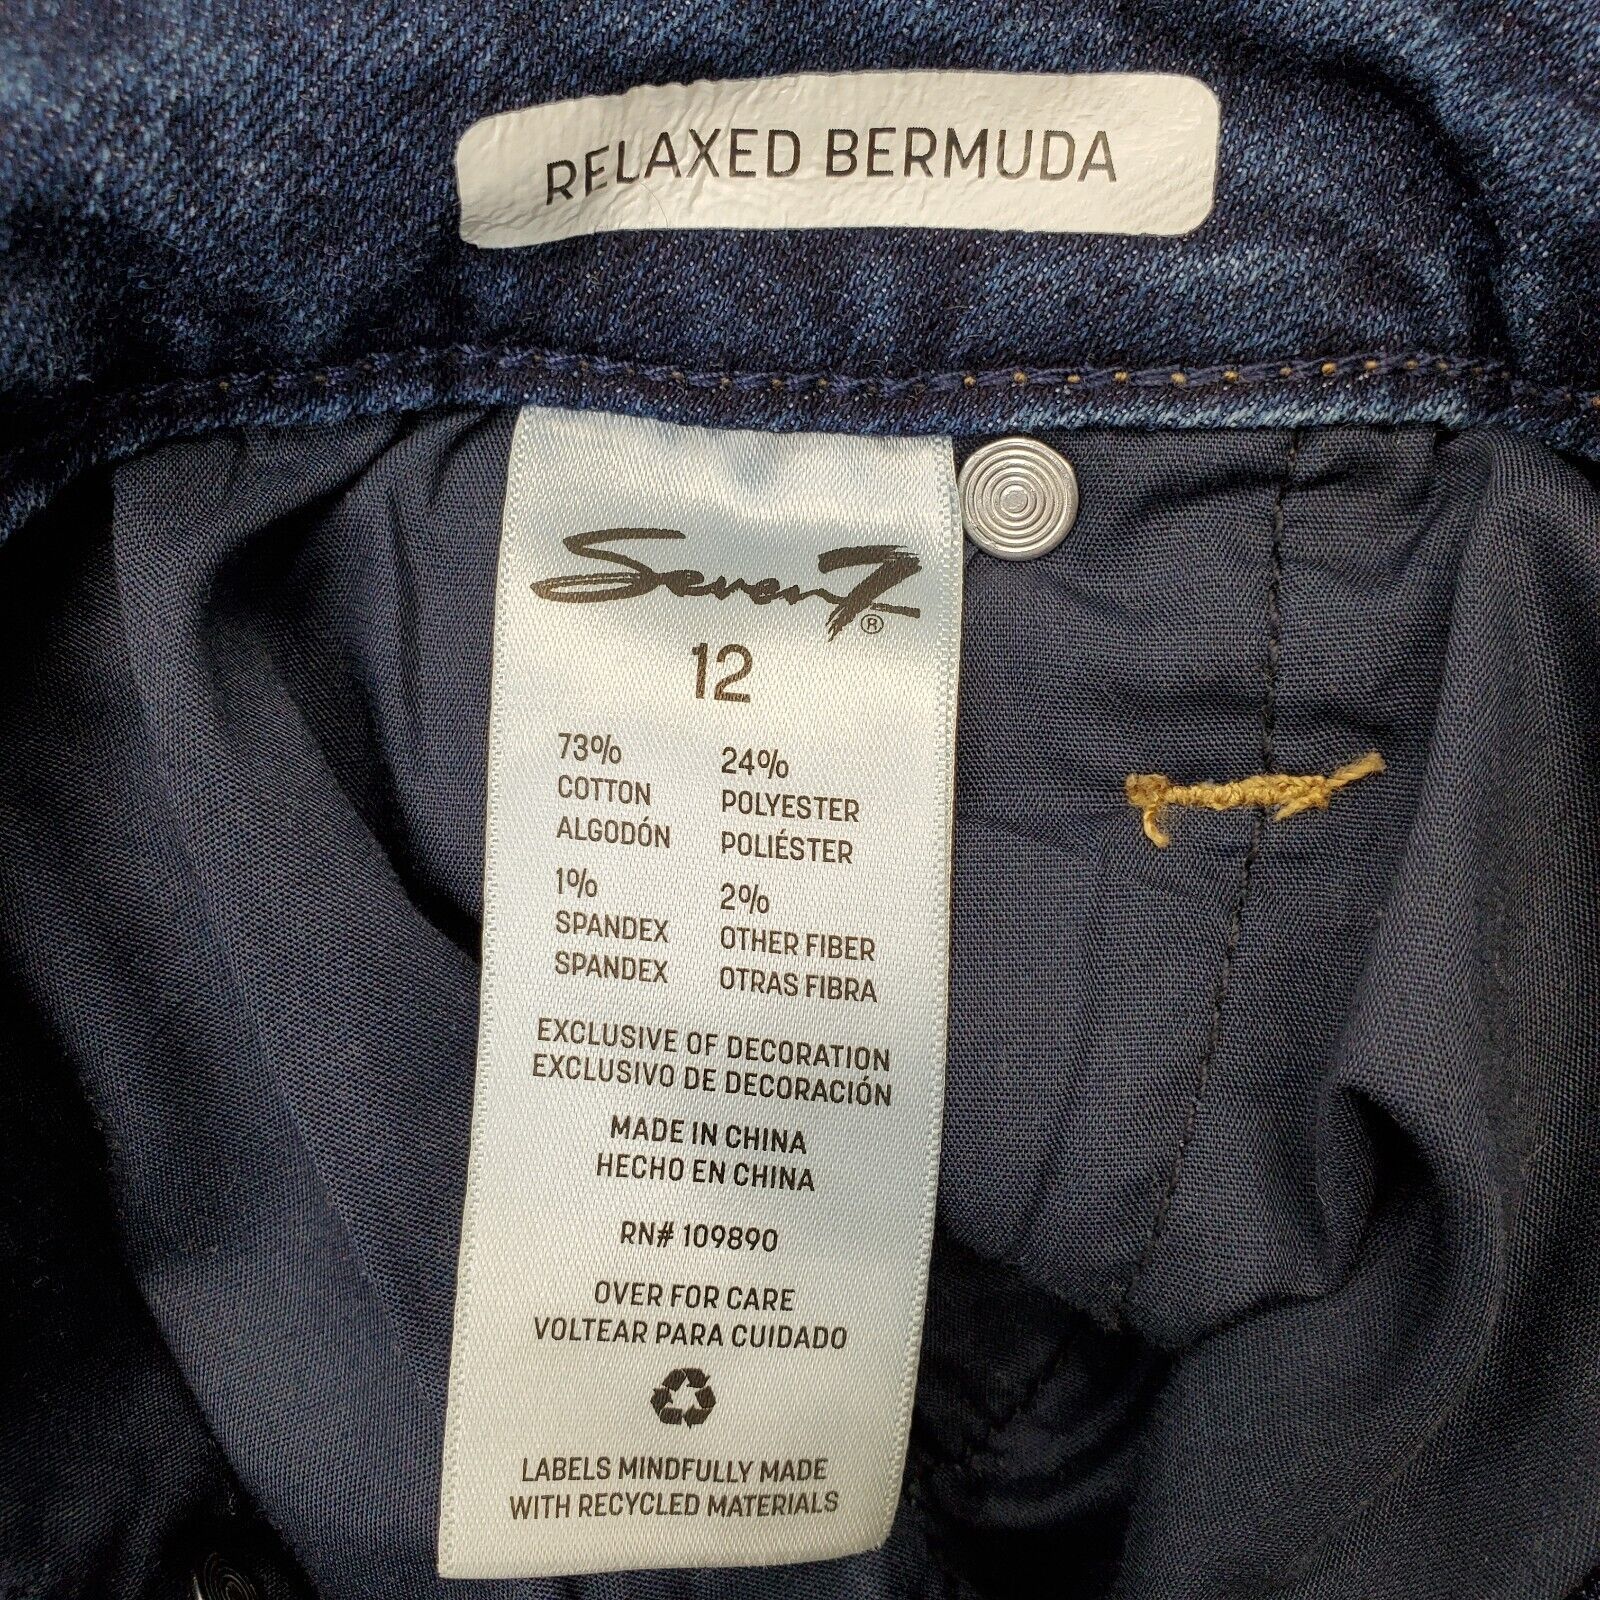 RELAXED BERMUDA
Seven7®
12
73% 24%
COTTON POLYESTER
ALGODÓN POLIÉSTER
1% 2%
SPANDEX OTHER FIBER
SPANDEX OTRAS FIBRA
EXCLUSIVE OF DECORATION
EXCLUSIVO DE DECORACIÓN
MADE IN CHINA
HECHO EN CHINA
RN# 109890
OVER FOR CARE
VOLTEAR PARA CUIDADO
LABELS MINDFULLY MADE
WITH RECYCLED MATERIALS